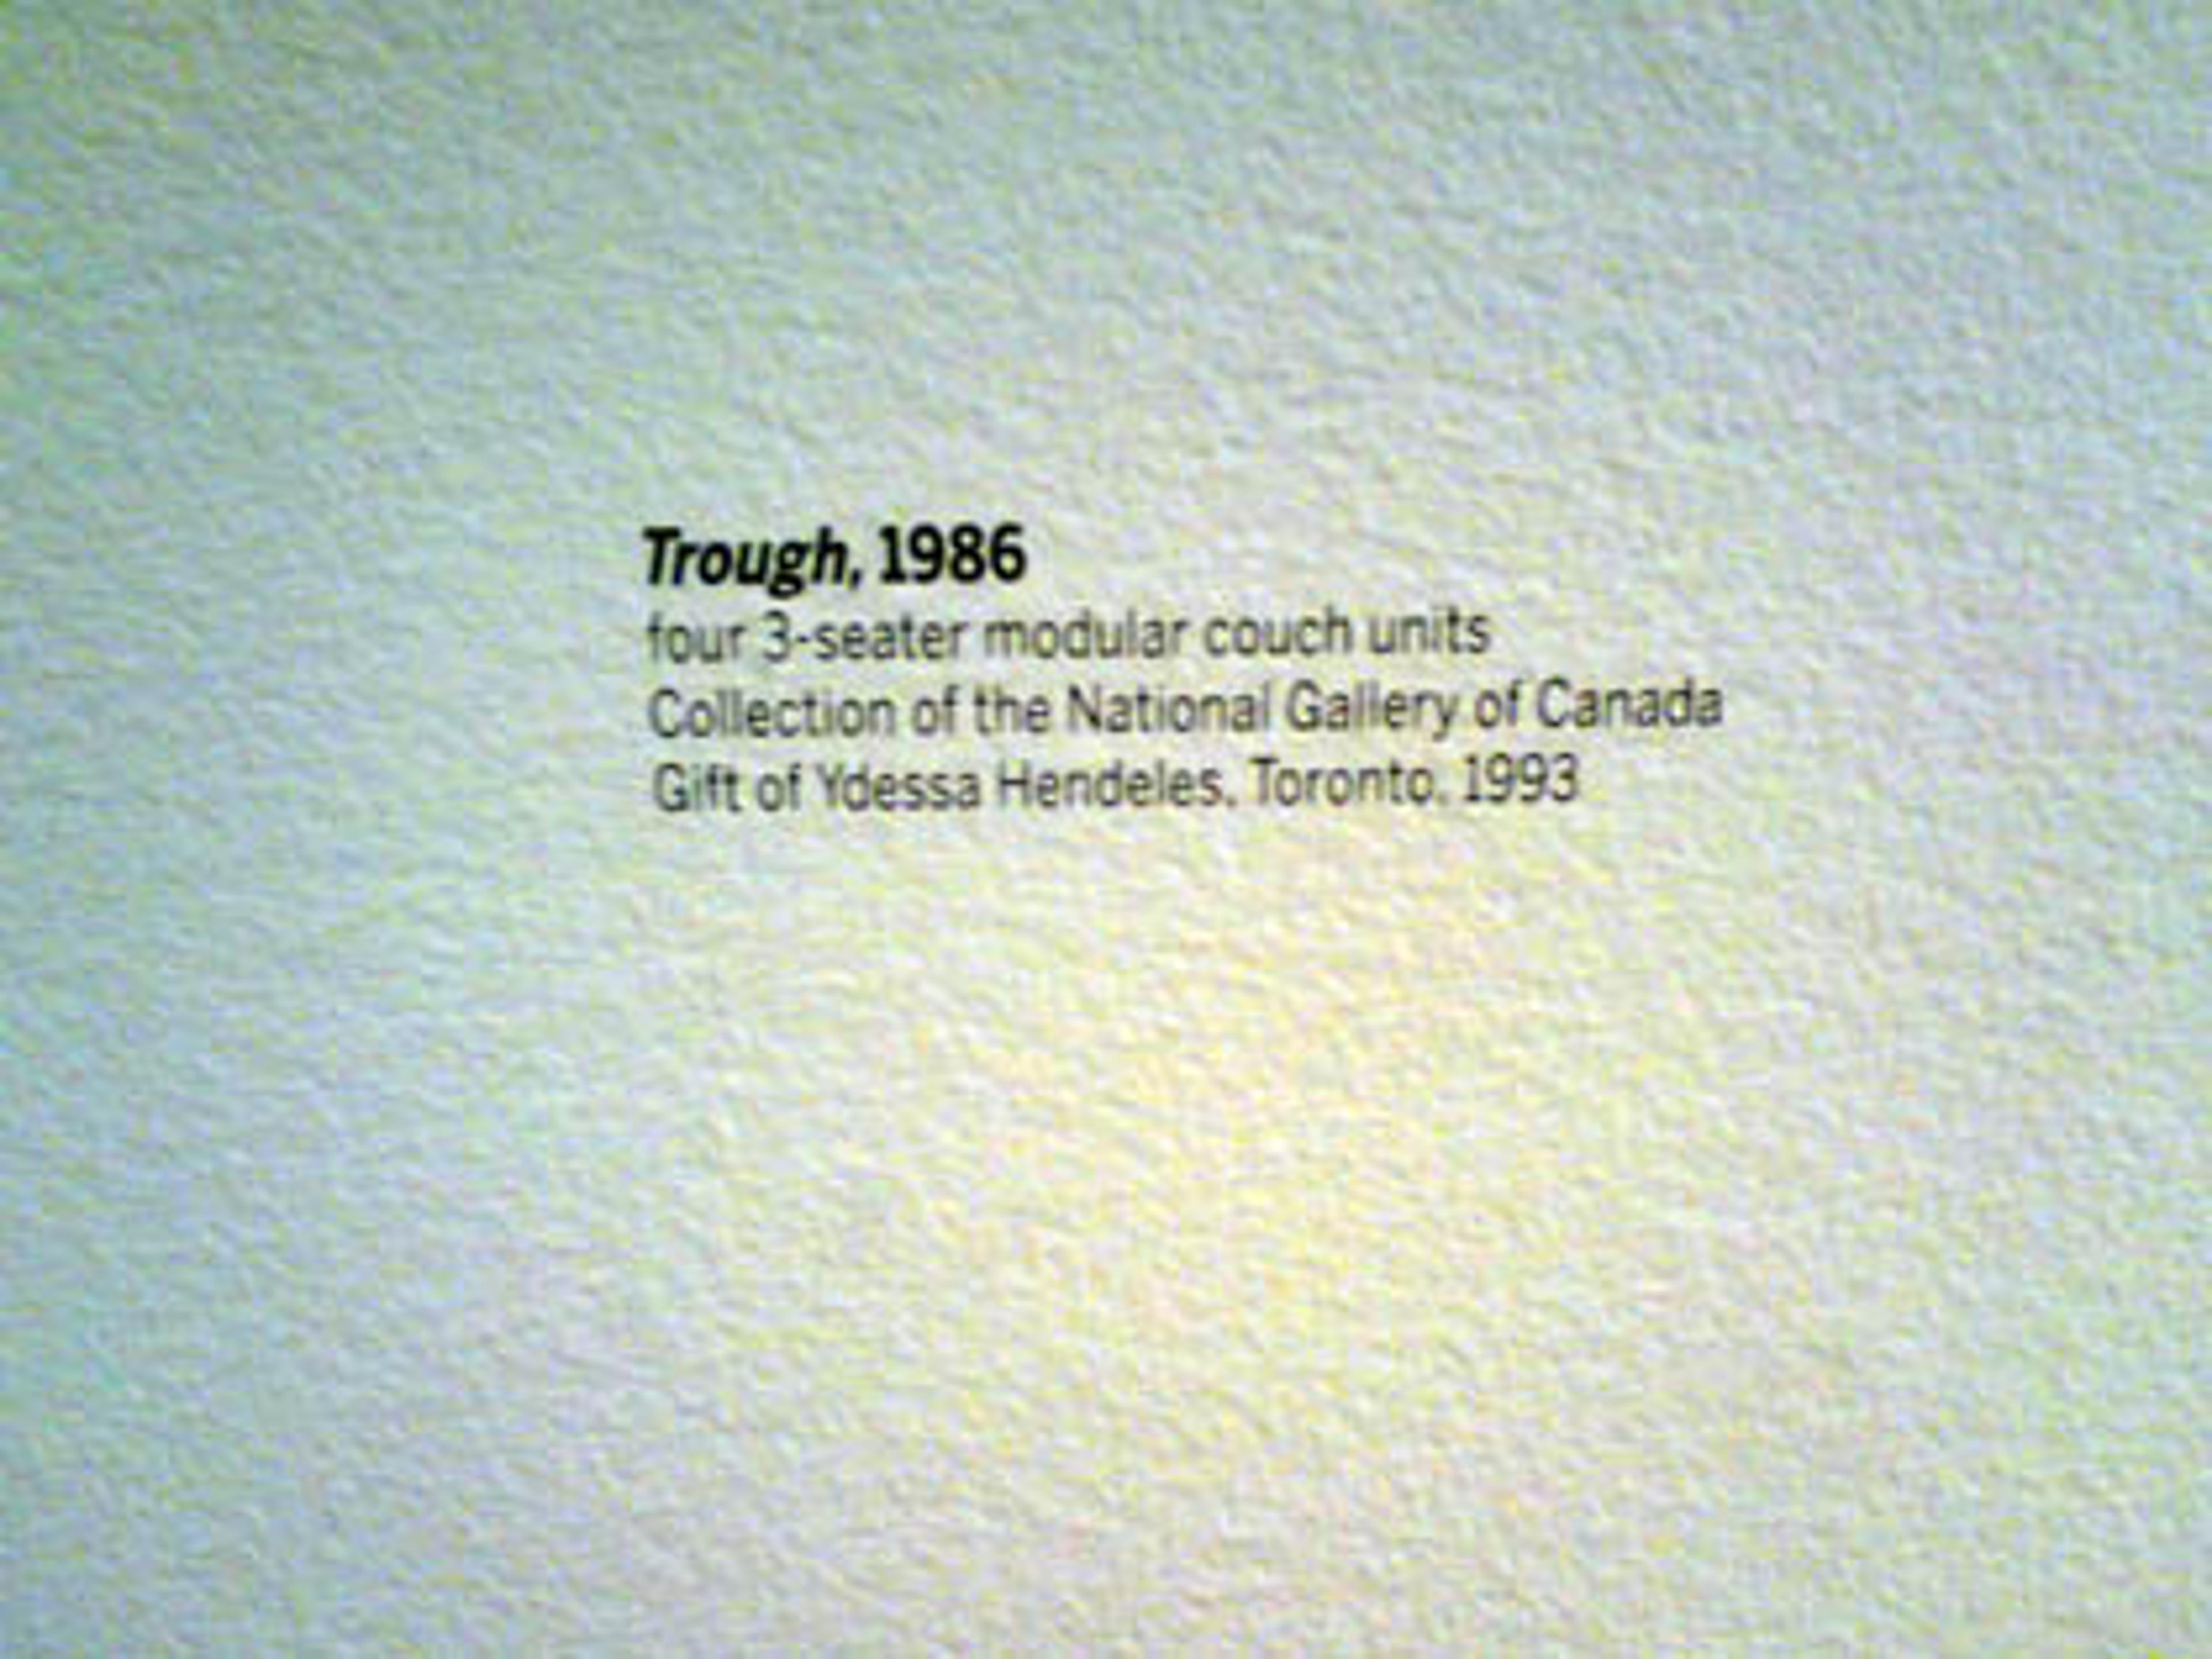 Trough, 1986
four 3-seater modular couch units
Collection of the National Gallery of Canada
Gift of Ydessa Hendeles, Toronto, 1993